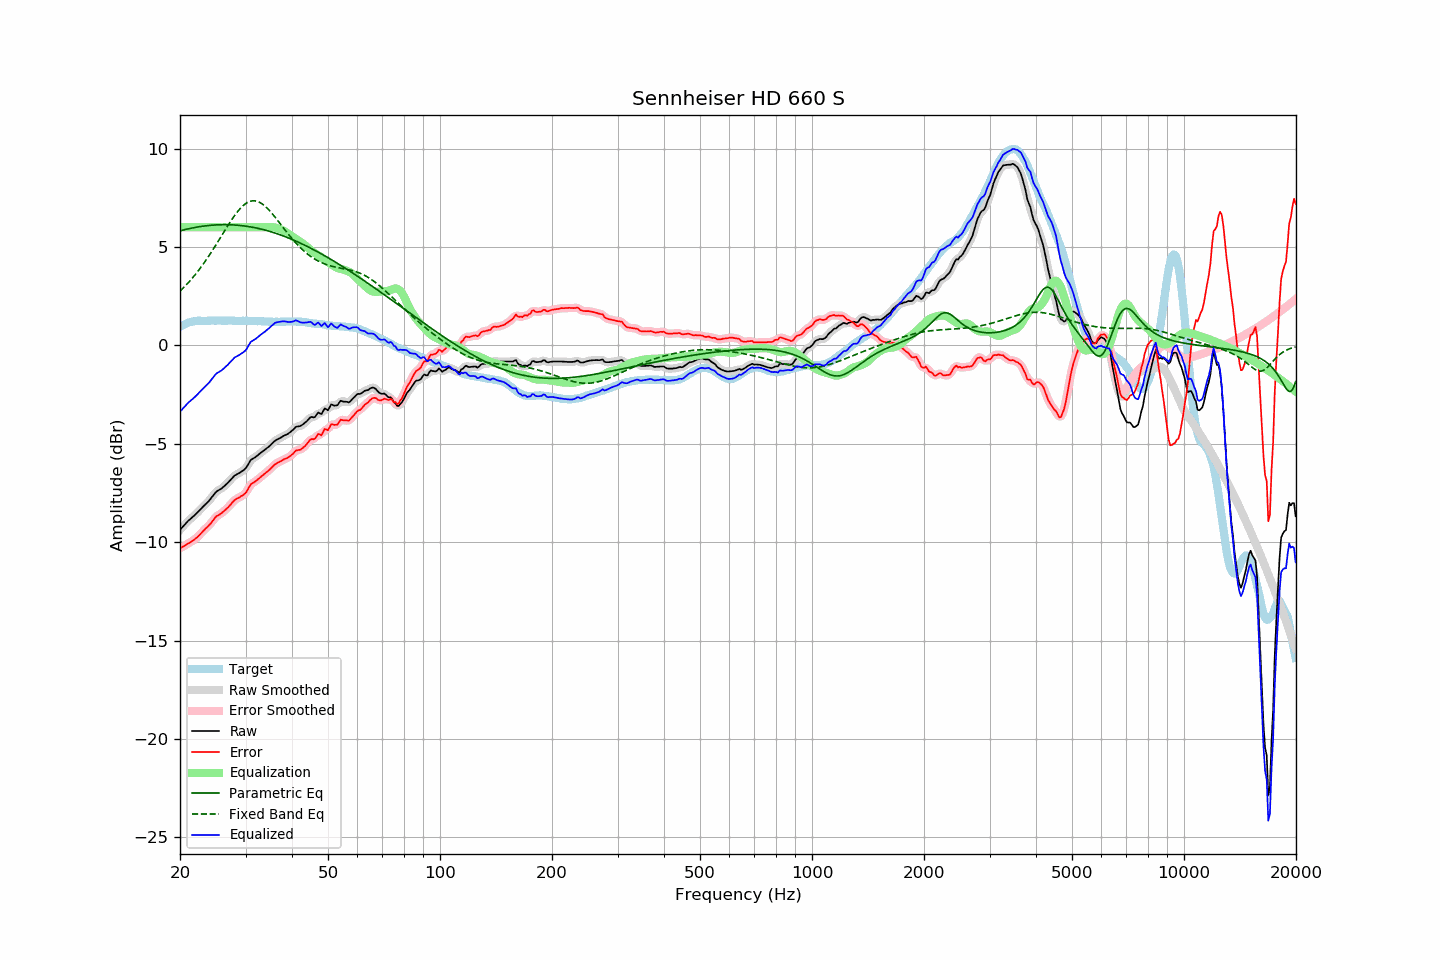 Sennheiser HD 660 S
10
5
0
−5
−10
−15
−20
−25
Amplitude (dBr)
Target
Raw Smoothed
Error Smoothed
Raw
Error
Equalization
Parametric Eq
Fixed Band Eq
Equalized
20 50 100 200 500 1000 2000 5000 10000 20000
Frequency (Hz)